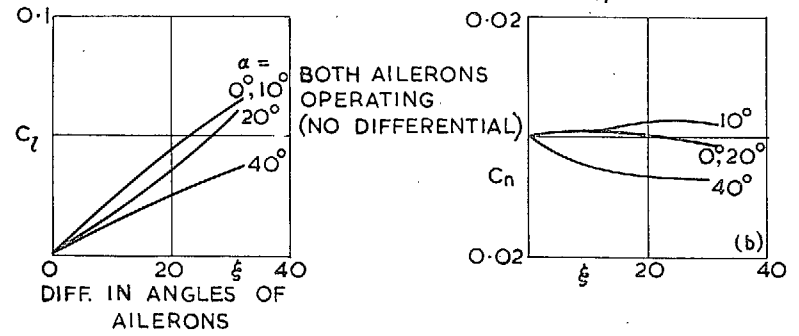 0·1
α =
0°, 10°
20°
40°
C_l
0
20
ξ
40
DIFF. IN ANGLES OF
AILERONS
BOTH AILERONS
OPERATING
(NO DIFFERENTIAL)
0·02
10°
0°, 20°
40°
C_n
0·02
(b)
ξ
20
40